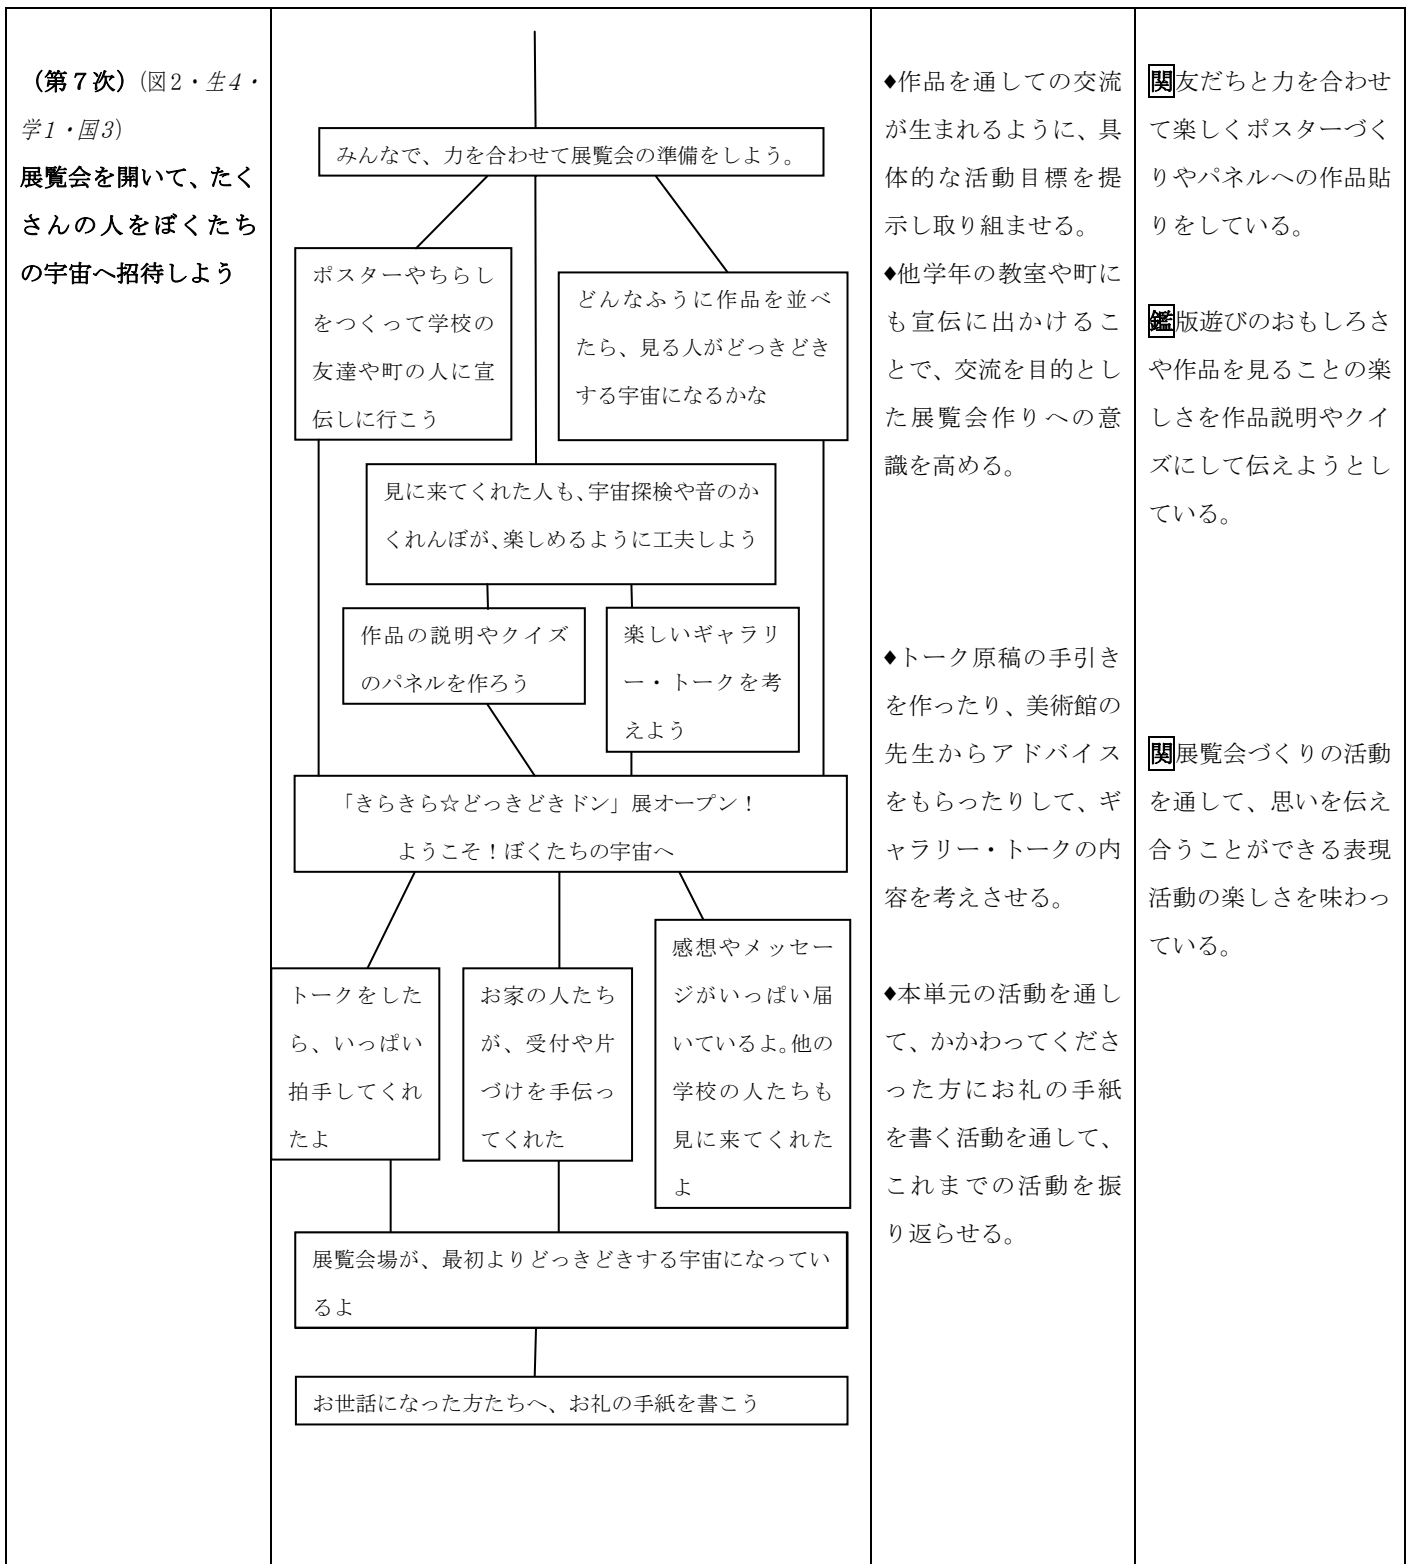 （第７次）(図2・生4・
学1・国3)
展覧会を開いて、たく
さんの人をぼくたち
の宇宙へ招待しよう
みんなで、力を合わせて展覧会の準備をしよう。
ポスターやちらし
をつくって学校の
友達や町の人に宣
伝しに行こう
どんなふうに作品を並べ
たら、見る人がどっきどき
する宇宙になるかな
見に来てくれた人も、宇宙探検や音のか
くれんぼが、楽しめるように工夫しよう
作品の説明やクイズ
のパネルを作ろう
楽しいギャラリ
ー・トークを考
えよう
「きらきら☆どっきどきドン」展オープン！
ようこそ！ぼくたちの宇宙へ
トークをした
ら、いっぱい
拍手してくれ
たよ
お家の人たち
が、受付や片
づけを手伝っ
てくれた
感想やメッセー
ジがいっぱい届
いているよ。他の
学校の人たちも
見に来てくれた
よ
展覧会場が、最初よりどっきどきする宇宙になってい
るよ
お世話になった方たちへ、お礼の手紙を書こう
♦作品を通しての交流
が生まれるように、具
体的な活動目標を提
示し取り組ませる。
♦他学年の教室や町に
も宣伝に出かけるこ
とで、交流を目的とし
た展覧会作りへの意
識を高める。
♦トーク原稿の手引き
を作ったり、美術館の
先生からアドバイス
をもらったりして、ギ
ャラリー・トークの内
容を考えさせる。
♦本単元の活動を通し
て、かかわってくださ
った方にお礼の手紙
を書く活動を通して、
これまでの活動を振
り返らせる。
関友だちと力を合わせ
て楽しくポスターづく
りやパネルへの作品貼
りをしている。
鑑版遊びのおもしろさ
や作品を見ることの楽
しさを作品説明やクイ
ズにして伝えようとし
ている。
関展覧会づくりの活動
を通して、思いを伝え
合うことができる表現
活動の楽しさを味わっ
ている。